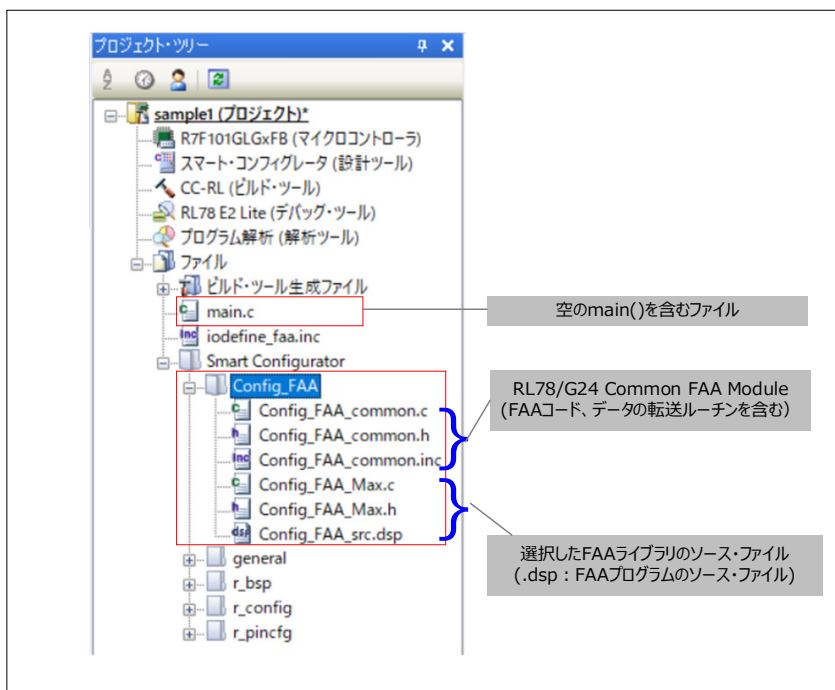 プロジェクト・ツリー
sample1 (プロジェクト)*
R7F101GLGxFB (マイクロコントローラ)
スマート・コンフィグレータ (設計ツール)
CC-RL (ビルド・ツール)
RL78 E2 Lite (デバッグ・ツール)
プログラム解析 (解析ツール)
ファイル
ビルド・ツール生成ファイル
main.c
空のmain()を含むファイル
iodefine_faa.inc
Smart Configurator
Config_FAA
Config_FAA_common.c
Config_FAA_common.h
Config_FAA_common.inc
RL78/G24 Common FAA Module
(FAAコード、データの転送ルーチンを含む)
Config_FAA_Max.c
Config_FAA_Max.h
Config_FAA_src.dsp
選択したFAAライブラリのソース・ファイル
(.dsp : FAAプログラムのソース・ファイル)
general
r_bsp
r_config
r_pincfg